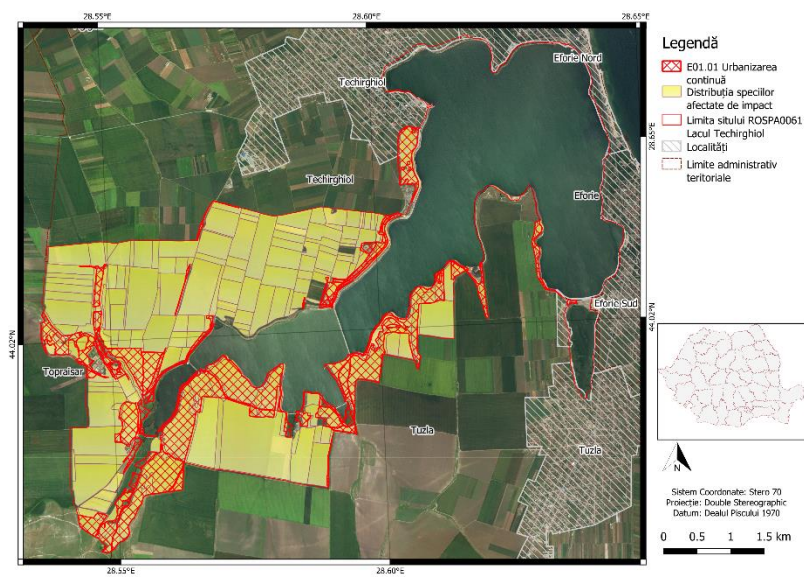 28.55°E
28.60°E
28.65°E
Eforie Nord
Techirghiol
28.65°E
Techirghiol
Eforie
Eforie Sud
44.02°N
44.02°N
Topraisar
Tuzla
Tuzla
28.55°E
28.60°E
Legendă
E01.01 Urbanizarea
continuă
Distribuția speciilor
afectate de impact
Limita sitului ROSPA0061
Lacul Techirghiol
Localități
Limite administrativ
teritoriale
N
Sistem Coordonate: Stero 70
Proiecție: Double Stereographic
Datum: Dealul Piscului 1970
0 0.5 1 1.5 km